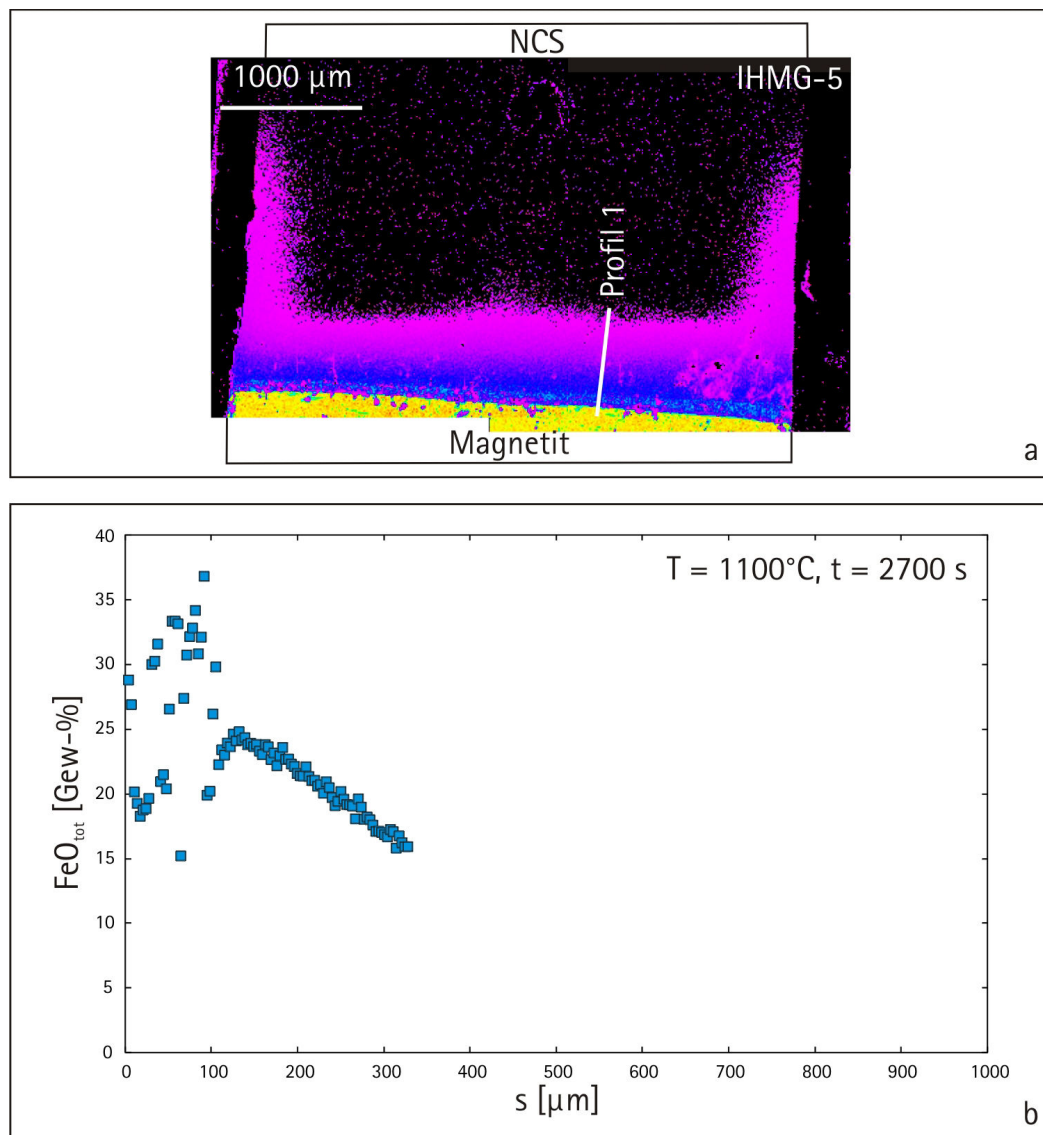 NCS
1000 µm
IHMG-5
Profil 1
Magnetit
a
40
35
30
25
20
15
10
5
0
FeOtot [Gew-%]
T = 1100°C, t = 2700 s
0 100 200 300 400 500 600 700 800 900 1000
s [µm]
b